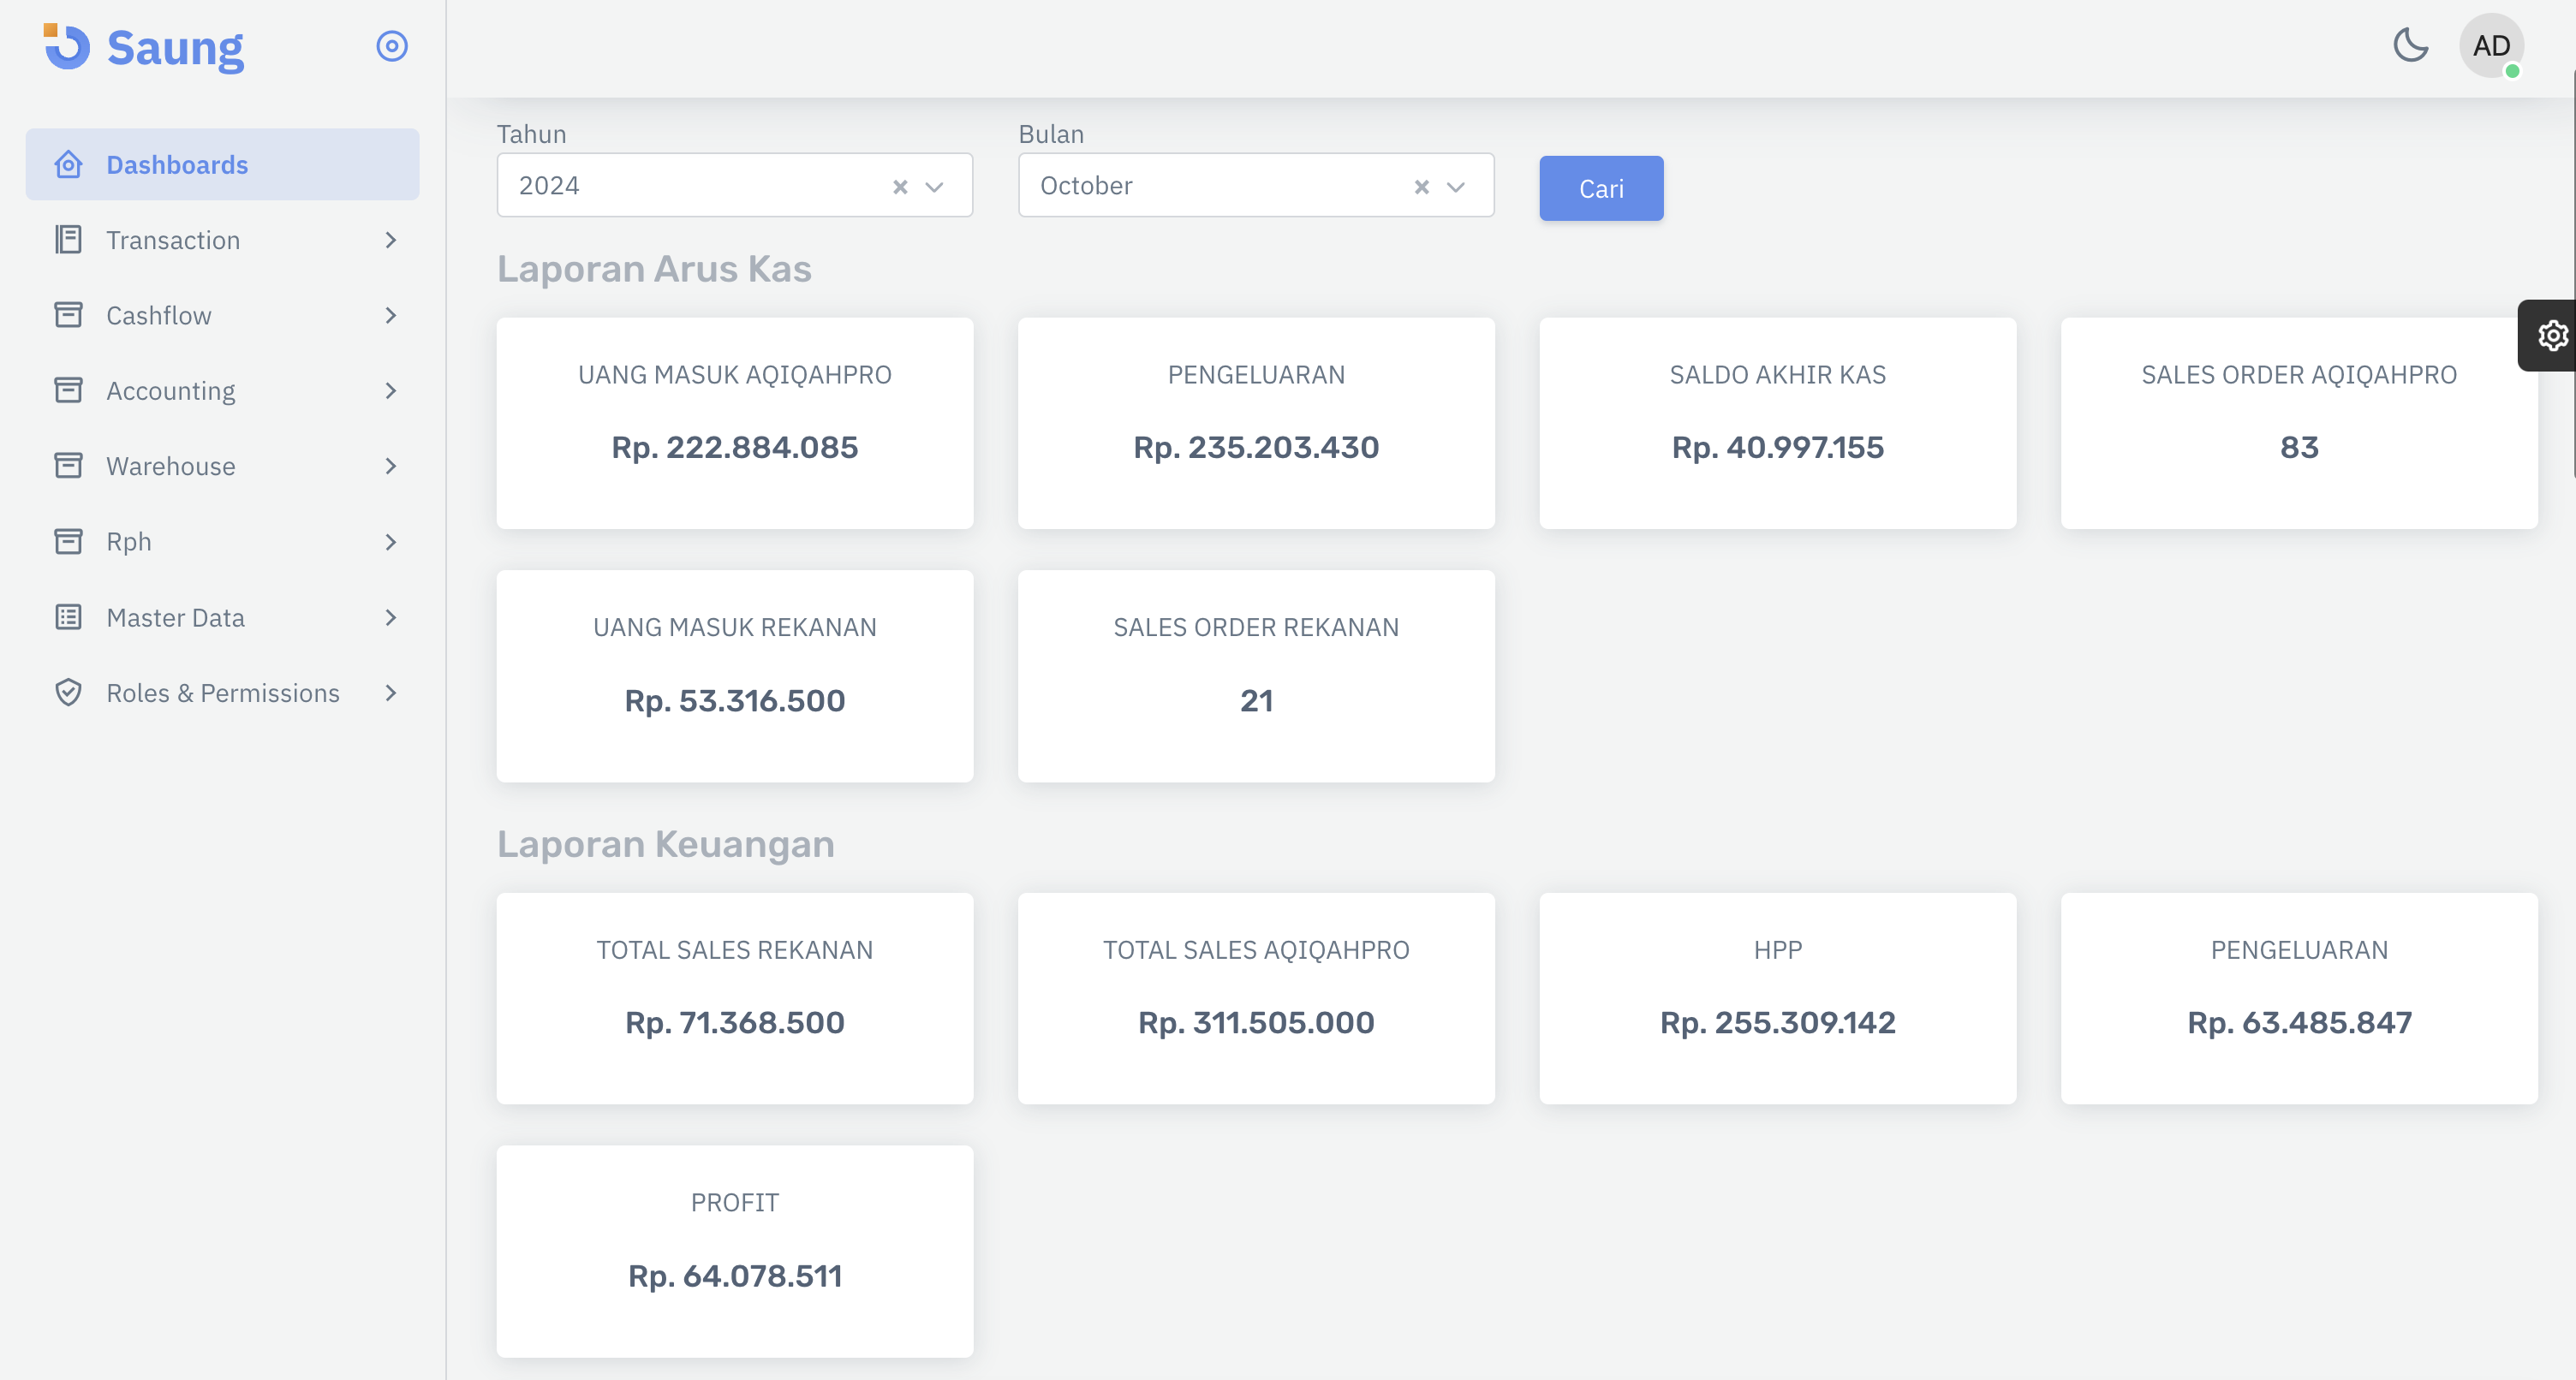 Saung
AD
Dashboards
Transaction
Cashflow
Accounting
Warehouse
Rph
Master Data
Roles & Permissions
Tahun
Bulan
2024
October
Cari
Laporan Arus Kas
UANG MASUK AQIQAHPRO
Rp. 222.884.085
PENGELUARAN
Rp. 235.203.430
SALDO AKHIR KAS
Rp. 40.997.155
SALES ORDER AQIQAHPRO
83
UANG MASUK REKANAN
Rp. 53.316.500
SALES ORDER REKANAN
21
Laporan Keuangan
TOTAL SALES REKANAN
Rp. 71.368.500
TOTAL SALES AQIQAHPRO
Rp. 311.505.000
HPP
Rp. 255.309.142
PENGELUARAN
Rp. 63.485.847
PROFIT
Rp. 64.078.511